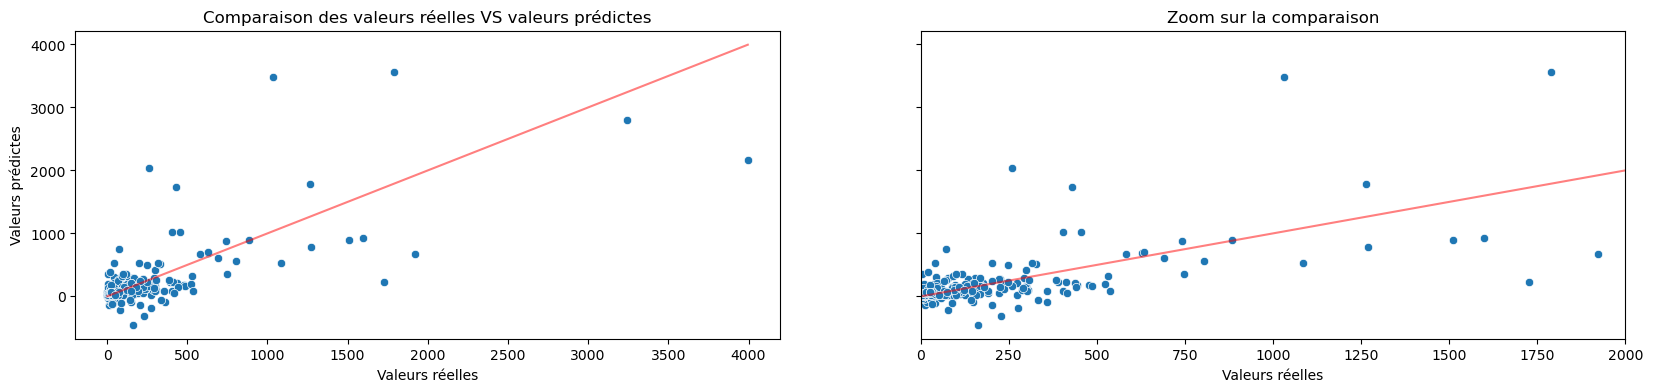 Comparaison des valeurs réelles VS valeurs prédictes
Valeurs prédictes
4000
3000
2000
1000
0
0 500 1000 1500 2000 2500 3000 3500 4000
Valeurs réelles
Zoom sur la comparaison
0 250 500 750 1000 1250 1500 1750 2000
Valeurs réelles